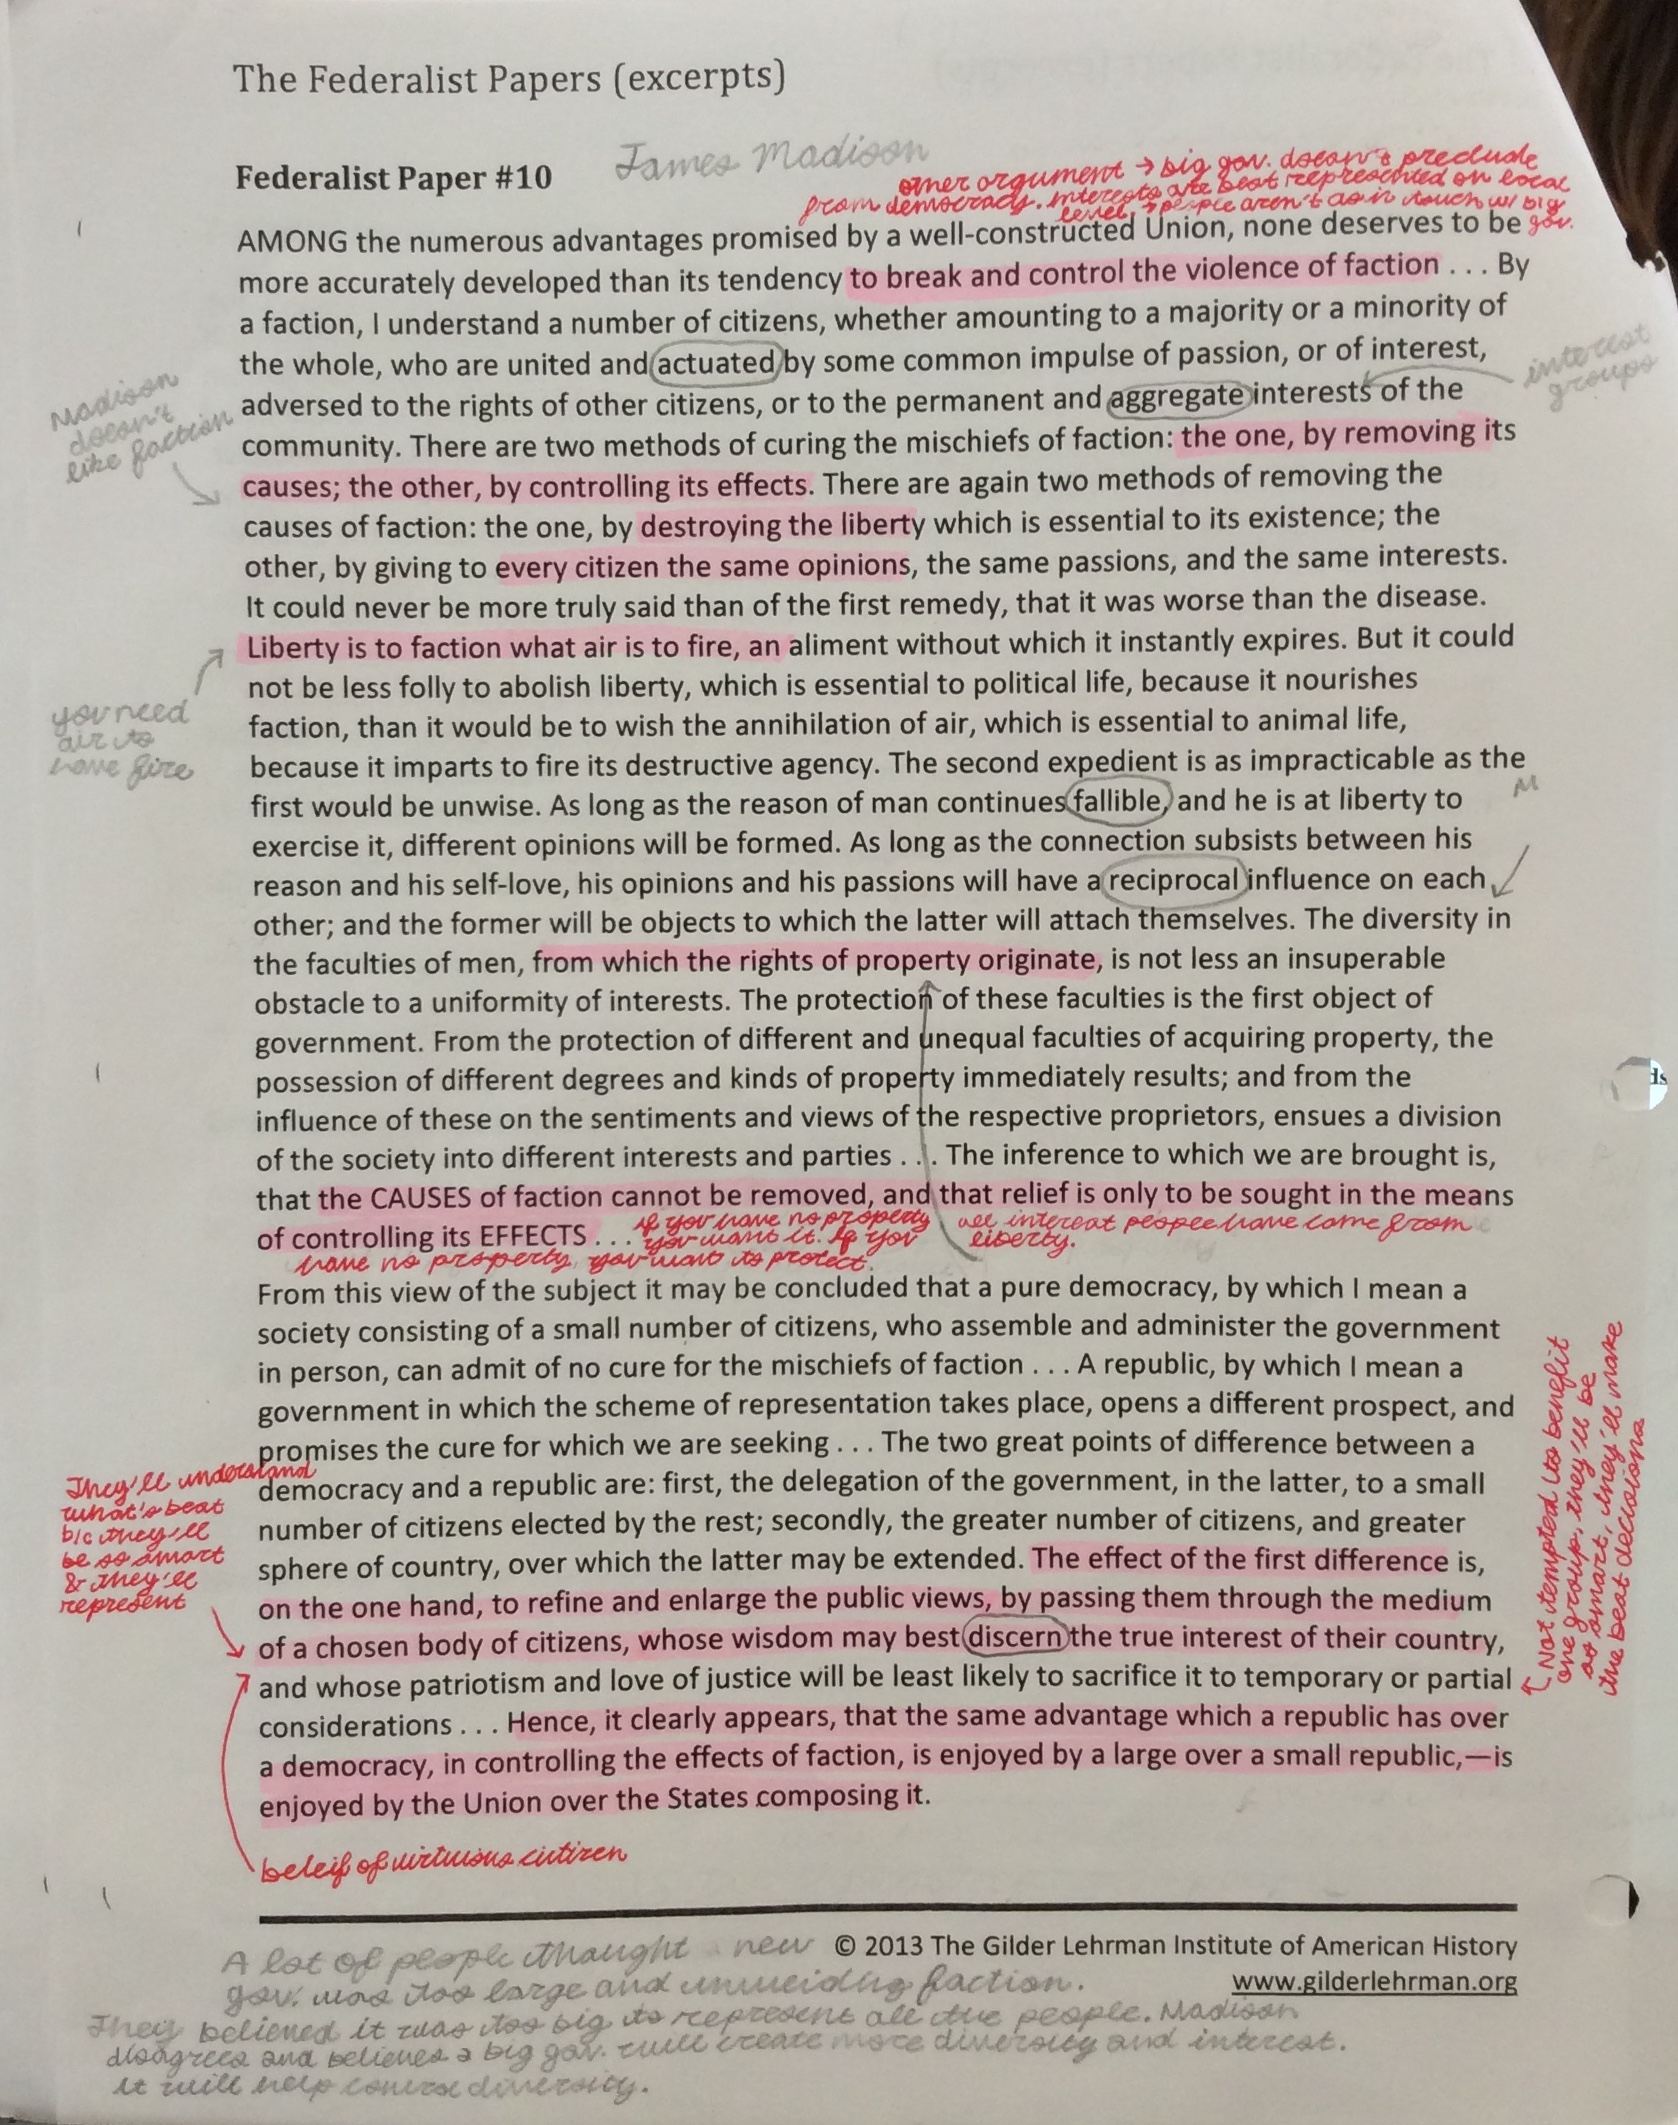 The Federalist Papers (excerpts)
Federalist Paper #10
James Madison
other argument → big gov. doesn't preclude
from democracy. interests are best represented on local
level, → people aren't as in touch w/ big
gov.
AMONG the numerous advantages promised by a well-constructed Union, none deserves to be
more accurately developed than its tendency to break and control the violence of faction . . . By
a faction, I understand a number of citizens, whether amounting to a majority or a minority of
the whole, who are united and actuated by some common impulse of passion, or of interest,
adversed to the rights of other citizens, or to the permanent and aggregate interests of the
community. There are two methods of curing the mischiefs of faction: the one, by removing its
causes; the other, by controlling its effects. There are again two methods of removing the
causes of faction: the one, by destroying the liberty which is essential to its existence; the
other, by giving to every citizen the same opinions, the same passions, and the same interests.
It could never be more truly said than of the first remedy, that it was worse than the disease.
Liberty is to faction what air is to fire, an aliment without which it instantly expires. But it could
not be less folly to abolish liberty, which is essential to political life, because it nourishes
faction, than it would be to wish the annihilation of air, which is essential to animal life,
because it imparts to fire its destructive agency. The second expedient is as impracticable as the
first would be unwise. As long as the reason of man continues fallible, and he is at liberty to
exercise it, different opinions will be formed. As long as the connection subsists between his
reason and his self-love, his opinions and his passions will have a reciprocal influence on each
other; and the former will be objects to which the latter will attach themselves. The diversity in
the faculties of men, from which the rights of property originate, is not less an insuperable
obstacle to a uniformity of interests. The protection of these faculties is the first object of
government. From the protection of different and unequal faculties of acquiring property, the
possession of different degrees and kinds of property immediately results; and from the
influence of these on the sentiments and views of the respective proprietors, ensues a division
of the society into different interests and parties . . . The inference to which we are brought is,
that the CAUSES of faction cannot be removed, and that relief is only to be sought in the means
of controlling its EFFECTS . . .
interest
groups
Madison
doesn't
like faction
you need
air to
have fire
M
if you have no property
you want it. If you
have no property, you want to protect.
all interest people have come from
liberty.
From this view of the subject it may be concluded that a pure democracy, by which I mean a
society consisting of a small number of citizens, who assemble and administer the government
in person, can admit of no cure for the mischiefs of faction . . . A republic, by which I mean a
government in which the scheme of representation takes place, opens a different prospect, and
promises the cure for which we are seeking . . . The two great points of difference between a
democracy and a republic are: first, the delegation of the government, in the latter, to a small
number of citizens elected by the rest; secondly, the greater number of citizens, and greater
sphere of country, over which the latter may be extended. The effect of the first difference is,
on the one hand, to refine and enlarge the public views, by passing them through the medium
of a chosen body of citizens, whose wisdom may best discern the true interest of their country,
and whose patriotism and love of justice will be least likely to sacrifice it to temporary or partial
considerations . . . Hence, it clearly appears, that the same advantage which a republic has over
a democracy, in controlling the effects of faction, is enjoyed by a large over a small republic,—is
enjoyed by the Union over the States composing it.
They'll understand
what's best
b/c they'll
be so smart
& they'll
represent
Not tempted to benefit
one group, they'll be
so smart, they'll make
the best decisions
beleif of virtuious citizen
© 2013 The Gilder Lehrman Institute of American History
www.gilderlehrman.org
A lot of people thought a new
gov. was too large and unweidly faction.
They believed it was too big to represent all the people. Madison
disagrees and believes a big gov. will create more diversity and interest.
it will help control diversity.
ds